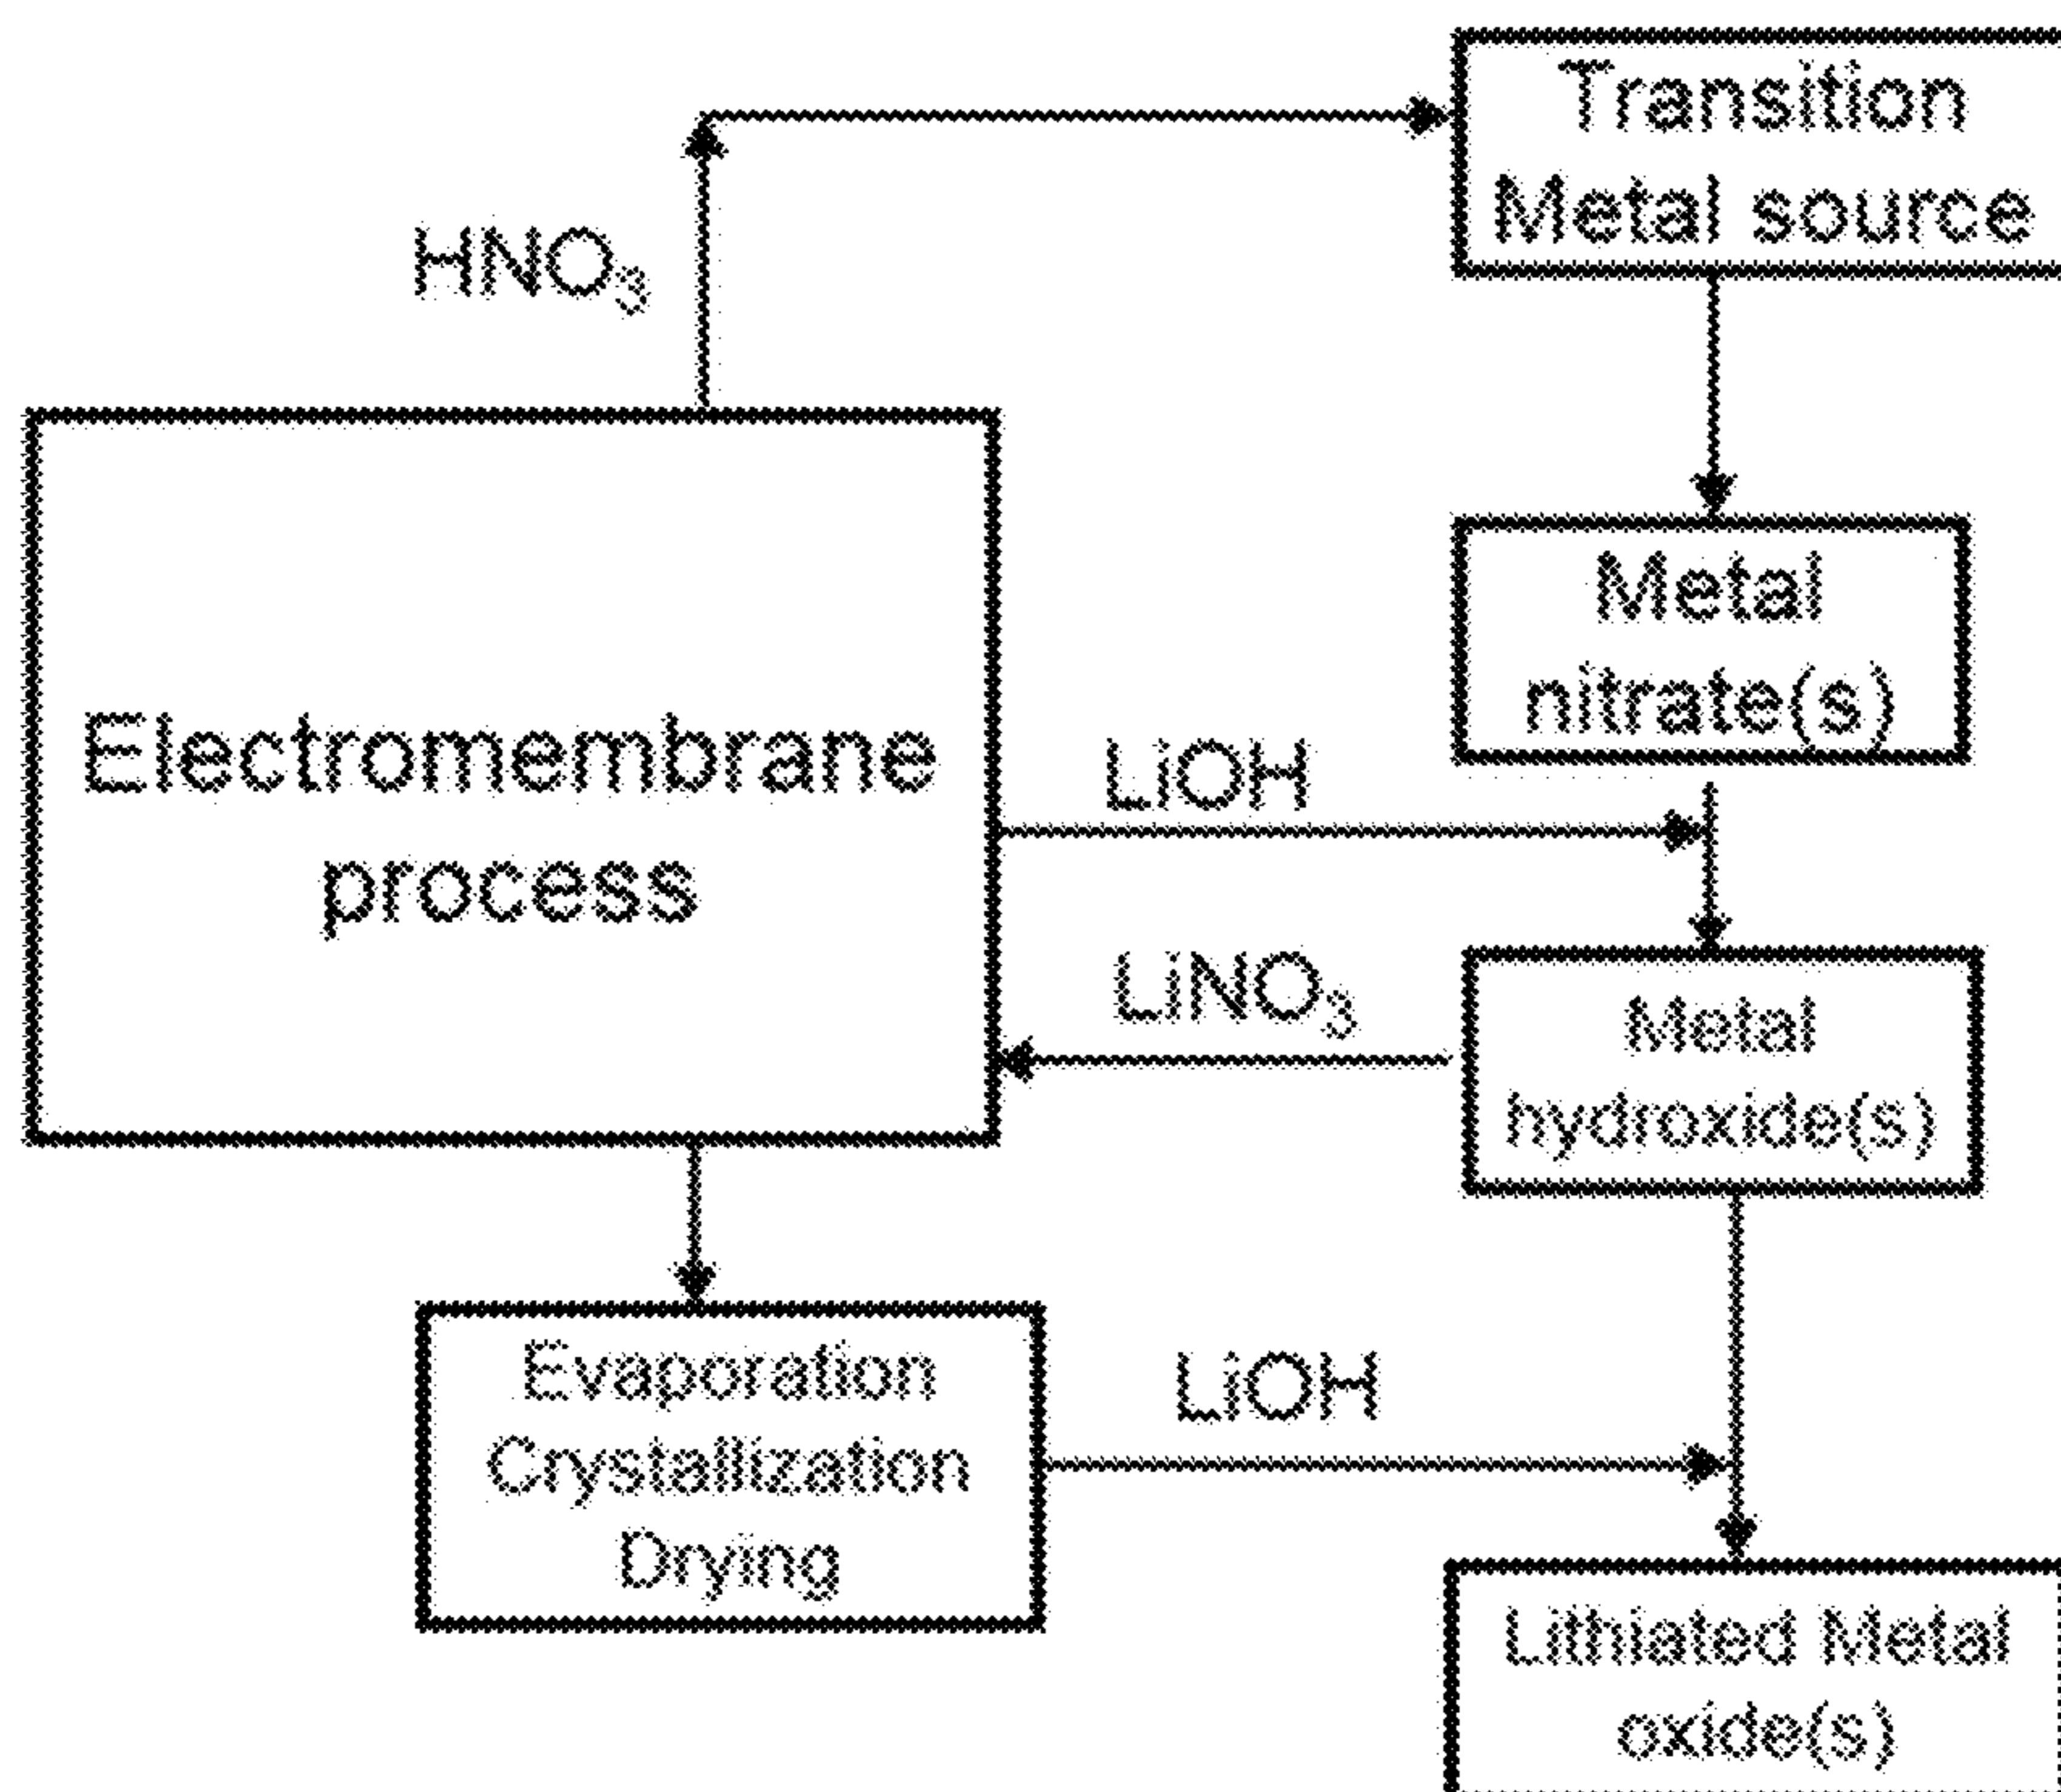 Transition
Metal source
HNO₃
Metal
nitrate(s)
Electromembrane
process
LiOH
LiNO₃
Metal
hydroxide(s)
Evaporation
Crystallization
Drying
LiOH
Lithiated Metal
oxide(s)